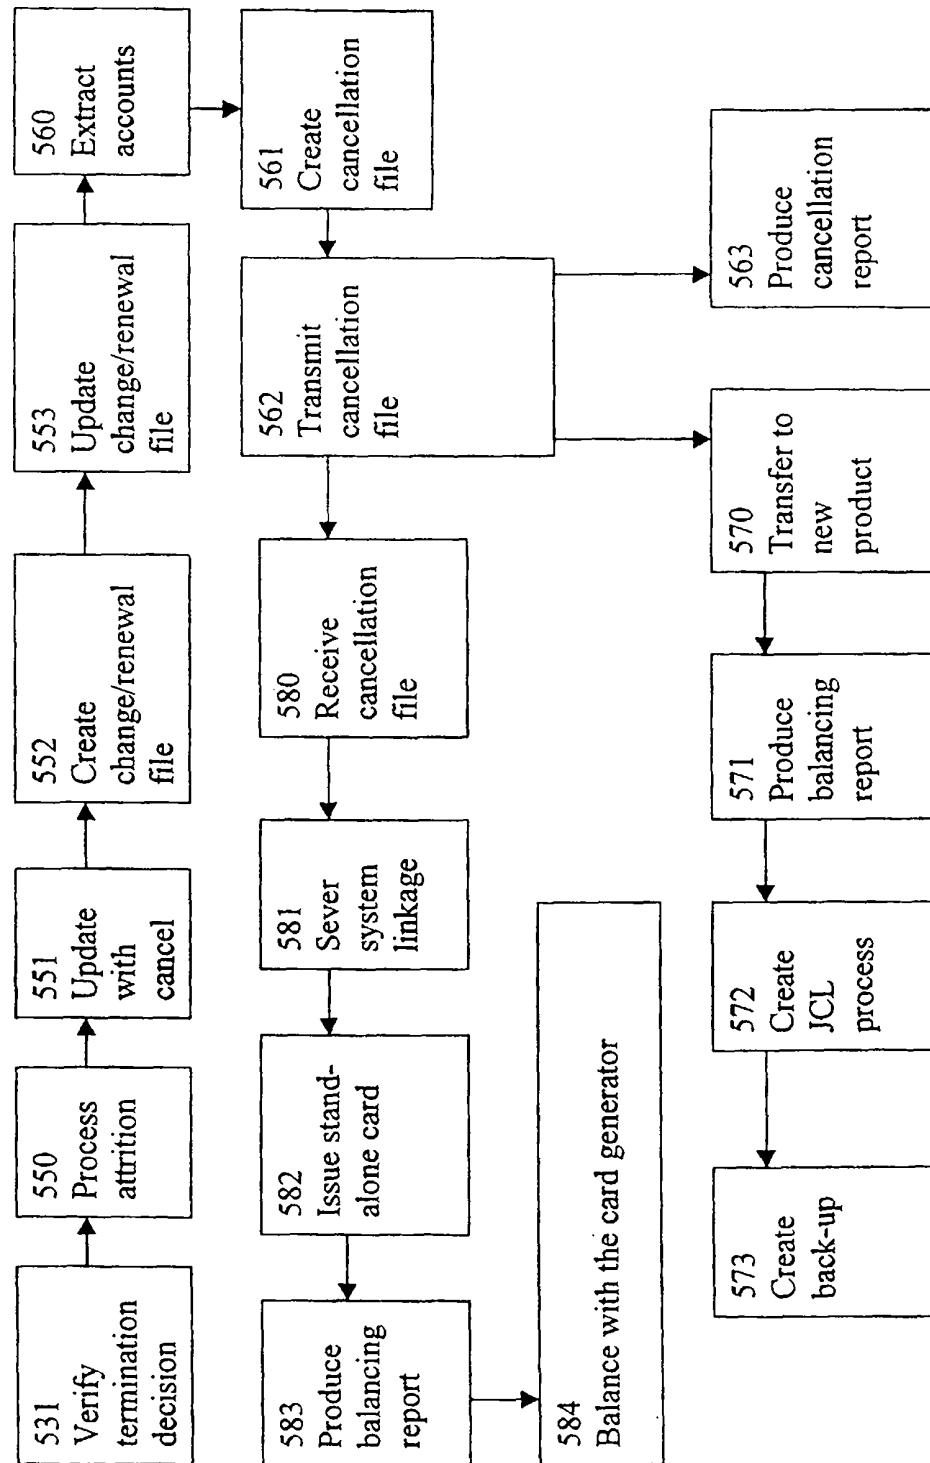 531
Verify
termination
decision
550
Process
attrition
551
Update
with
cancel
552
Create
change/renewal
file
553
Update
change/renewal
file
560
Extract
accounts
561
Create
cancellation
file
562
Transmit
cancellation
file
563
Produce
cancellation
report
570
Transfer to
new
product
571
Produce
balancing
report
572
Create
JCL
process
573
Create
back-up
580
Receive
cancellation
file
581
Sever
system
linkage
582
Issue stand-
alone card
583
Produce
balancing
report
584
Balance with the card generator